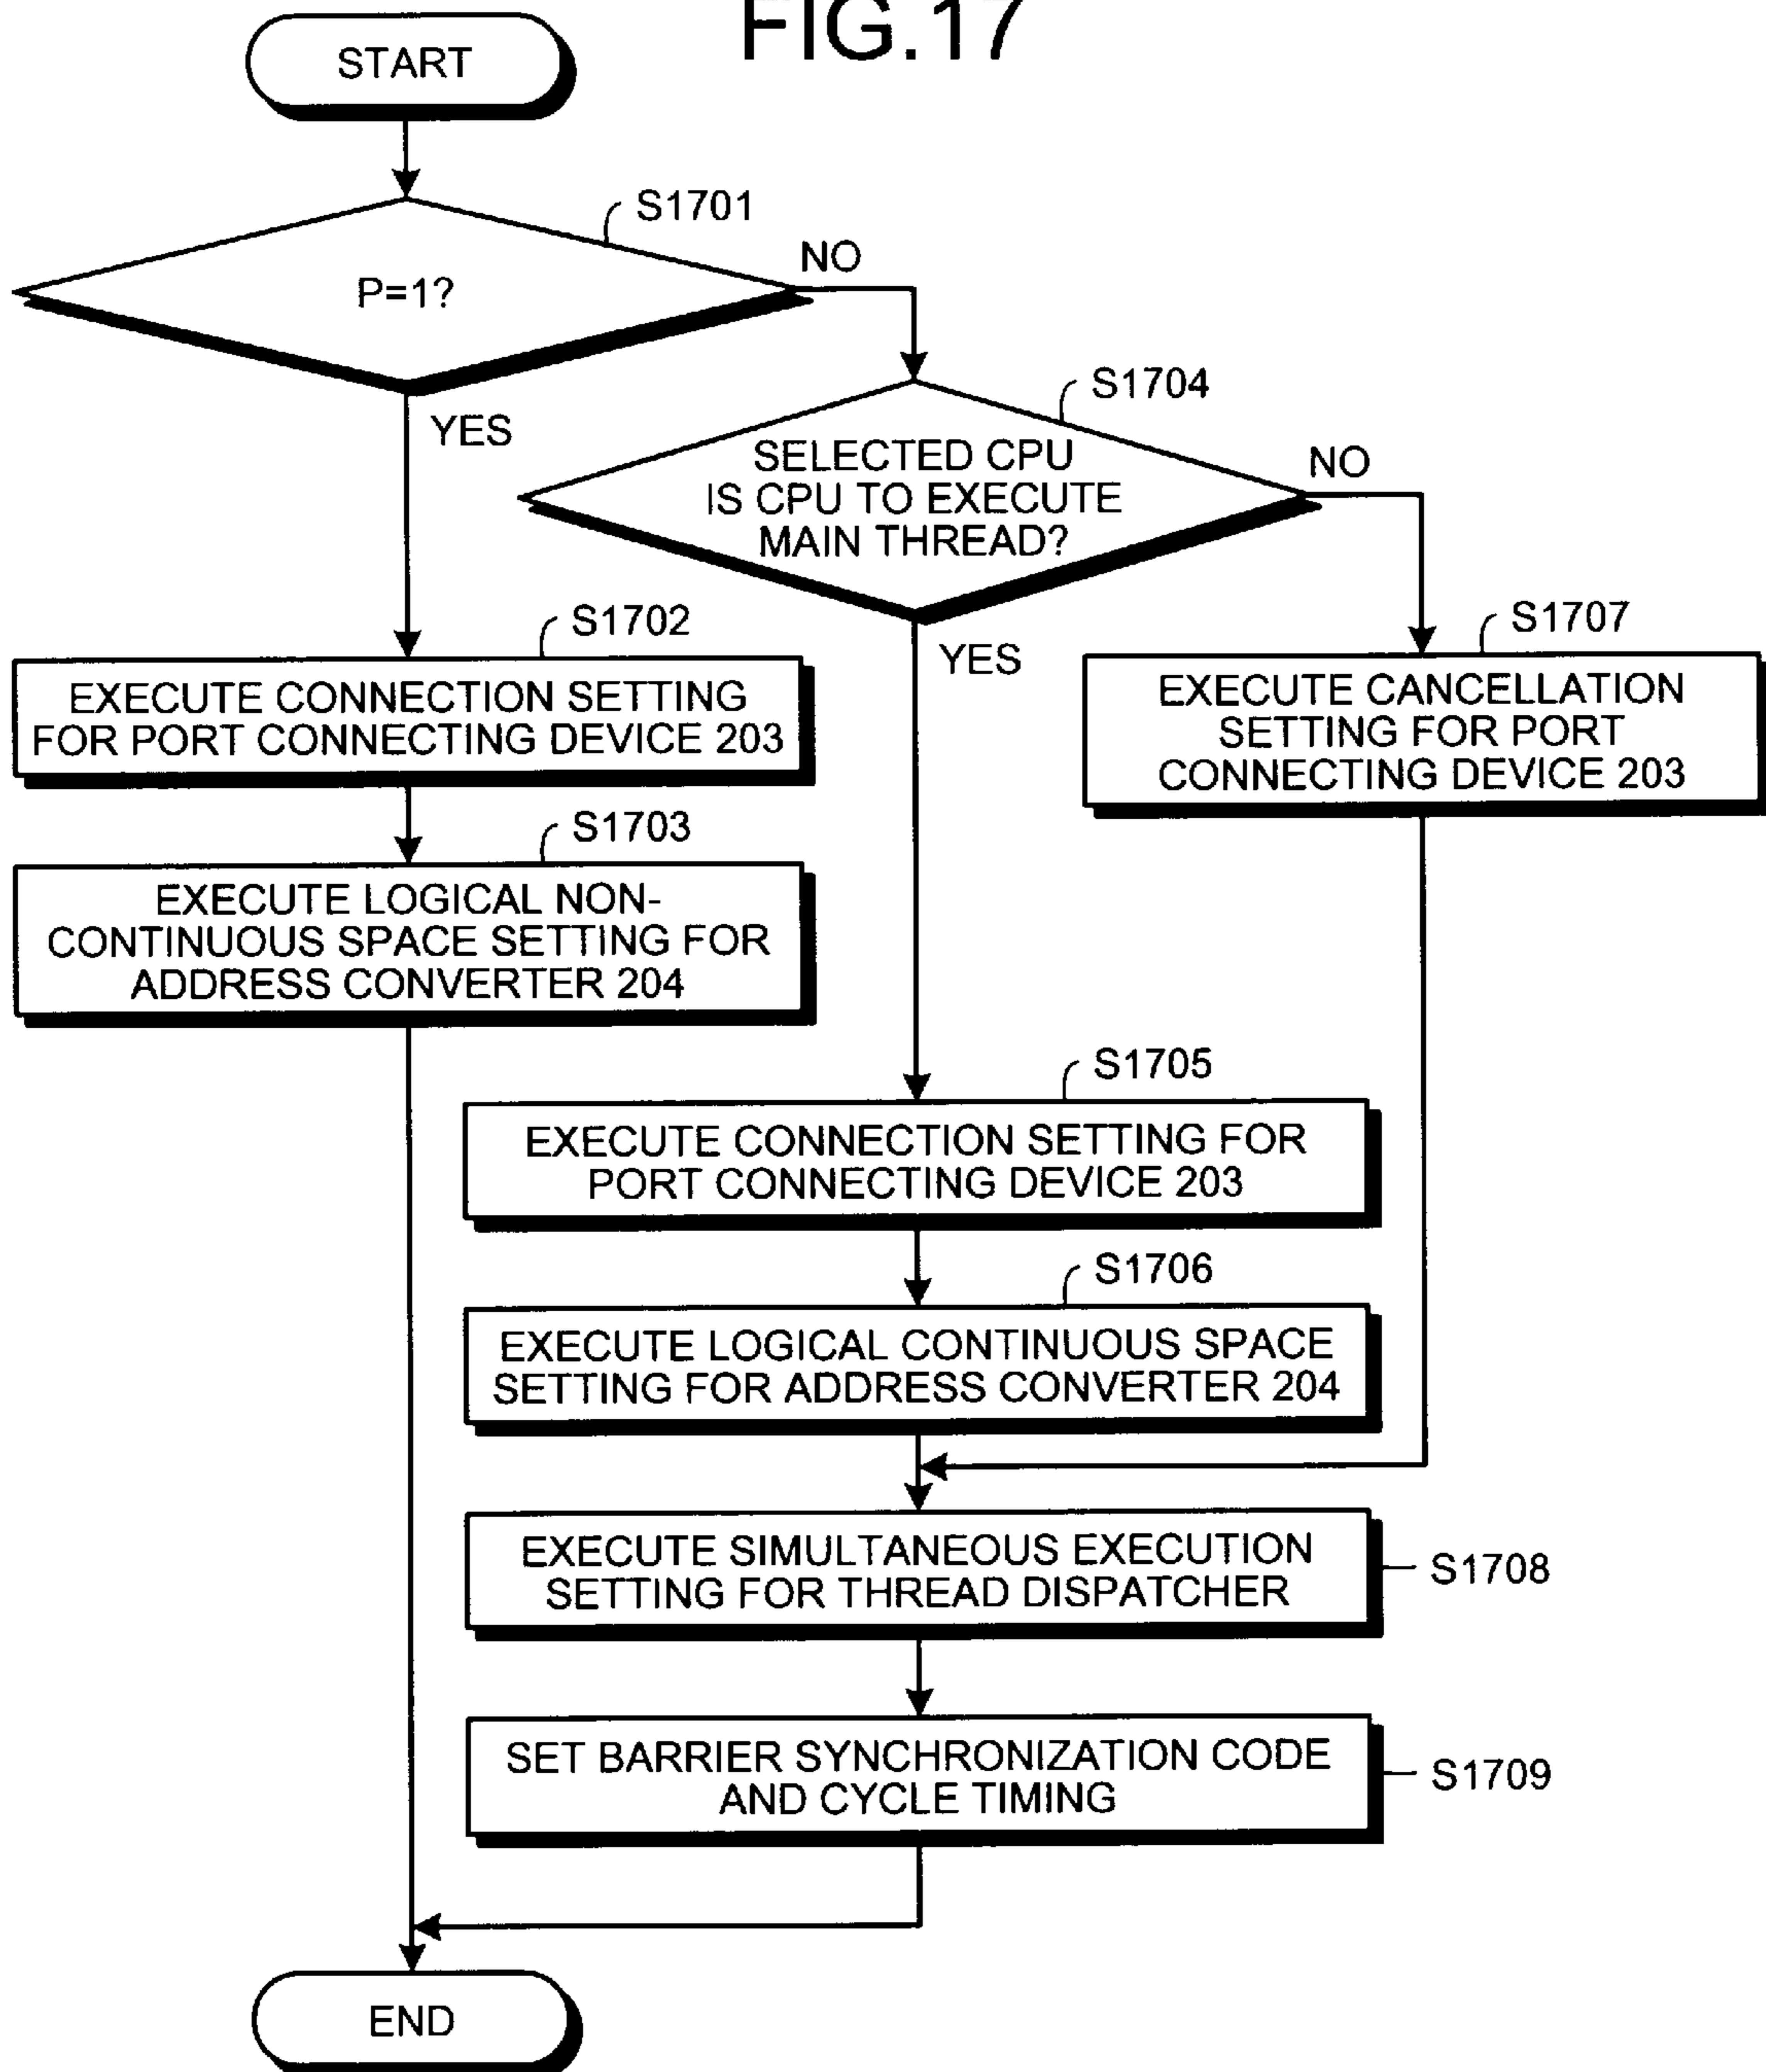 FIG.17
START
S1701
P=1?
NO
YES
S1704
SELECTED CPU
IS CPU TO EXECUTE
MAIN THREAD?
NO
YES
S1702
EXECUTE CONNECTION SETTING
FOR PORT CONNECTING DEVICE 203
S1707
EXECUTE CANCELLATION
SETTING FOR PORT
CONNECTING DEVICE 203
S1703
EXECUTE LOGICAL NON-
CONTINUOUS SPACE SETTING FOR
ADDRESS CONVERTER 204
S1705
EXECUTE CONNECTION SETTING FOR
PORT CONNECTING DEVICE 203
S1706
EXECUTE LOGICAL CONTINUOUS SPACE
SETTING FOR ADDRESS CONVERTER 204
EXECUTE SIMULTANEOUS EXECUTION
SETTING FOR THREAD DISPATCHER
S1708
SET BARRIER SYNCHRONIZATION CODE
AND CYCLE TIMING
S1709
END